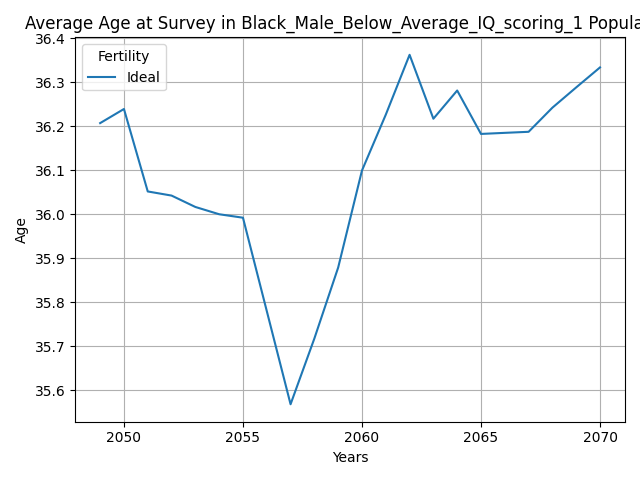 Average Age at Survey in Black_Male_Below_Average_IQ_scoring_1 Popula
36.4
36.3
36.2
36.1
36.0
35.9
35.8
35.7
35.6
Age
Fertility
Ideal
2050 2055 2060 2065 2070
Years